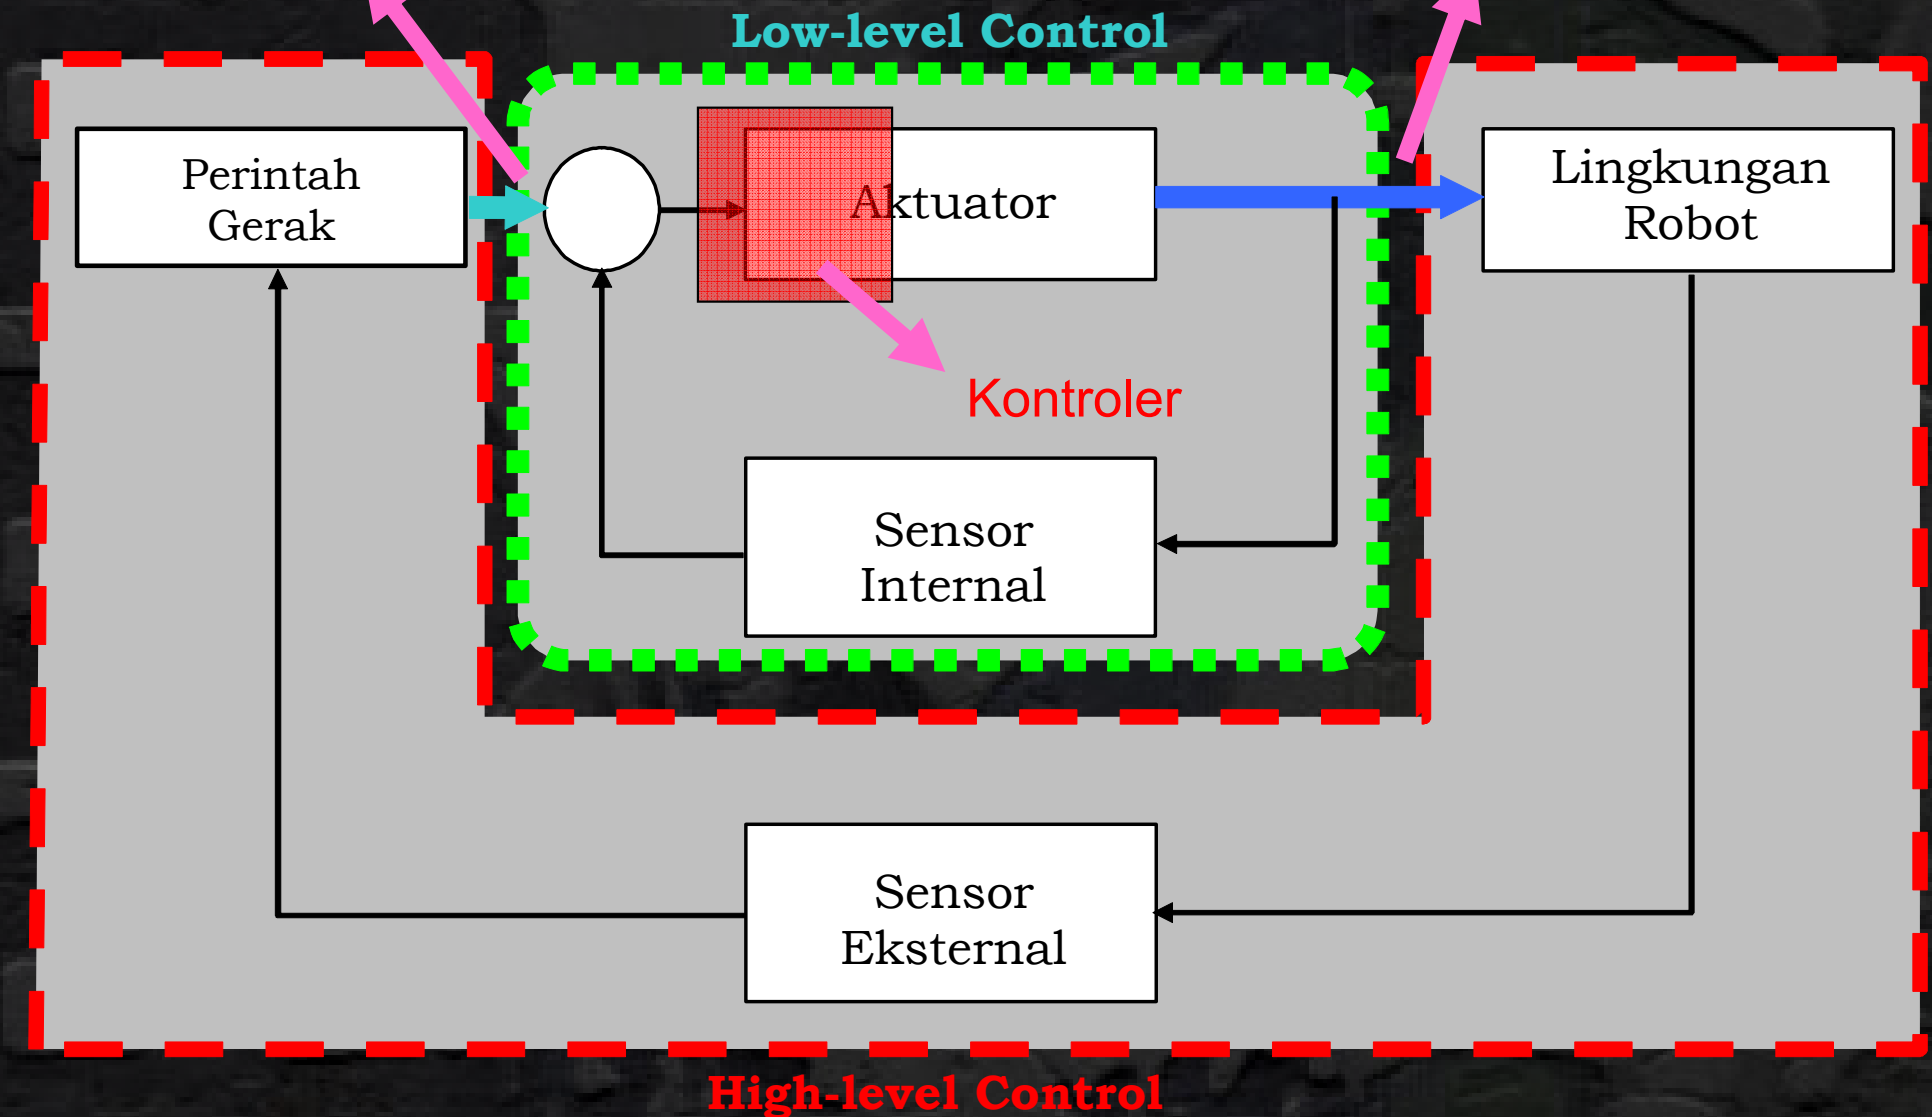 Low-level Control
Perintah
Gerak
Aktuator
Lingkungan
Robot
Kontroler
Sensor
Internal
Sensor
Eksternal
High-level Control